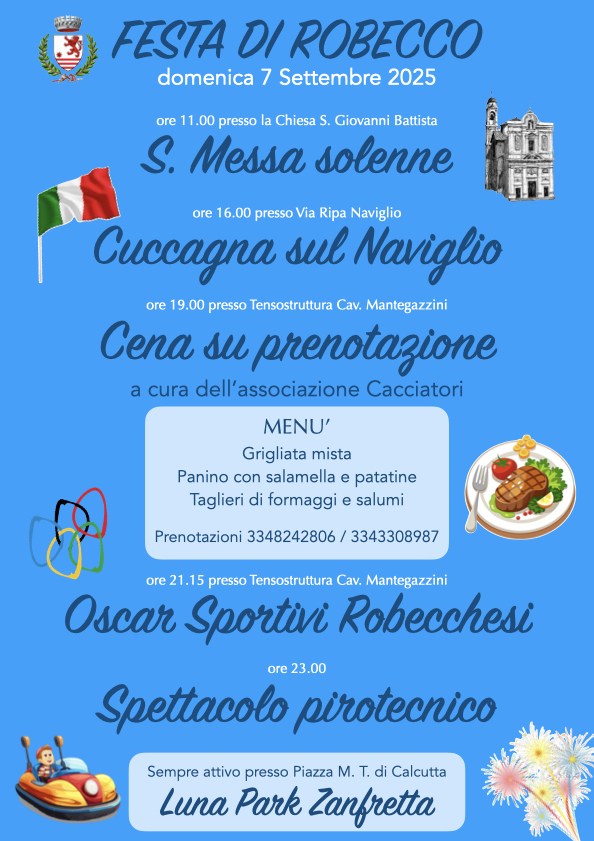 FESTA DI ROBECCO
domenica 7 Settembre 2025
ore 11.00 presso la Chiesa S. Giovanni Battista
S. Messa solenne
ore 16.00 presso Via Ripa Naviglio
Cuccagna sul Naviglio
ore 19.00 presso Tensostruttura Cav. Mantegazzini
Cena su prenotazione
a cura dell'associazione Cacciatori
MENU'
Grigliata mista
Panino con salamella e patatine
Taglieri di formaggi e salumi
Prenotazioni 3348242806 / 3343308987
ore 21.15 presso Tensostruttura Cav. Mantegazzini
Oscar Sportivi Robecchesi
ore 23.00
Spettacolo pirotecnico
Sempre attivo presso Piazza M. T. di Calcutta
Luna Park Zanfretta